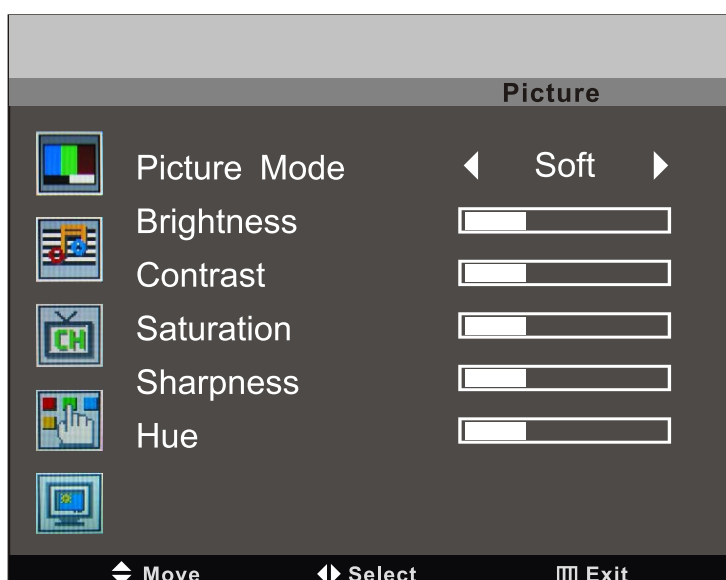 Picture
Picture Mode Soft
Brightness
Contrast
Saturation
Sharpness
Hue
CH
Move Select Exit